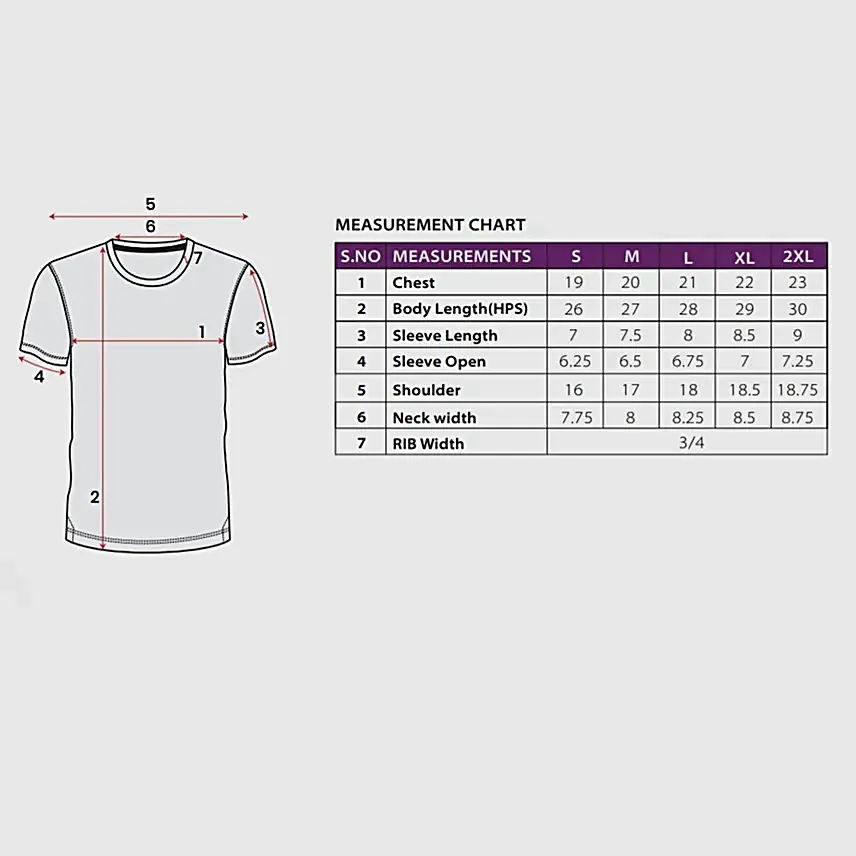 5
6
7
1
3
4
2
MEASUREMENT CHART
S.NO MEASUREMENTS S M L XL 2XL
1 Chest 19 20 21 22 23
2 Body Length(HPS) 26 27 28 29 30
3 Sleeve Length 7 7.5 8 8.5 9
4 Sleeve Open 6.25 6.5 6.75 7 7.25
5 Shoulder 16 17 18 18.5 18.75
6 Neck width 7.75 8 8.25 8.5 8.75
7 RIB Width 3/4